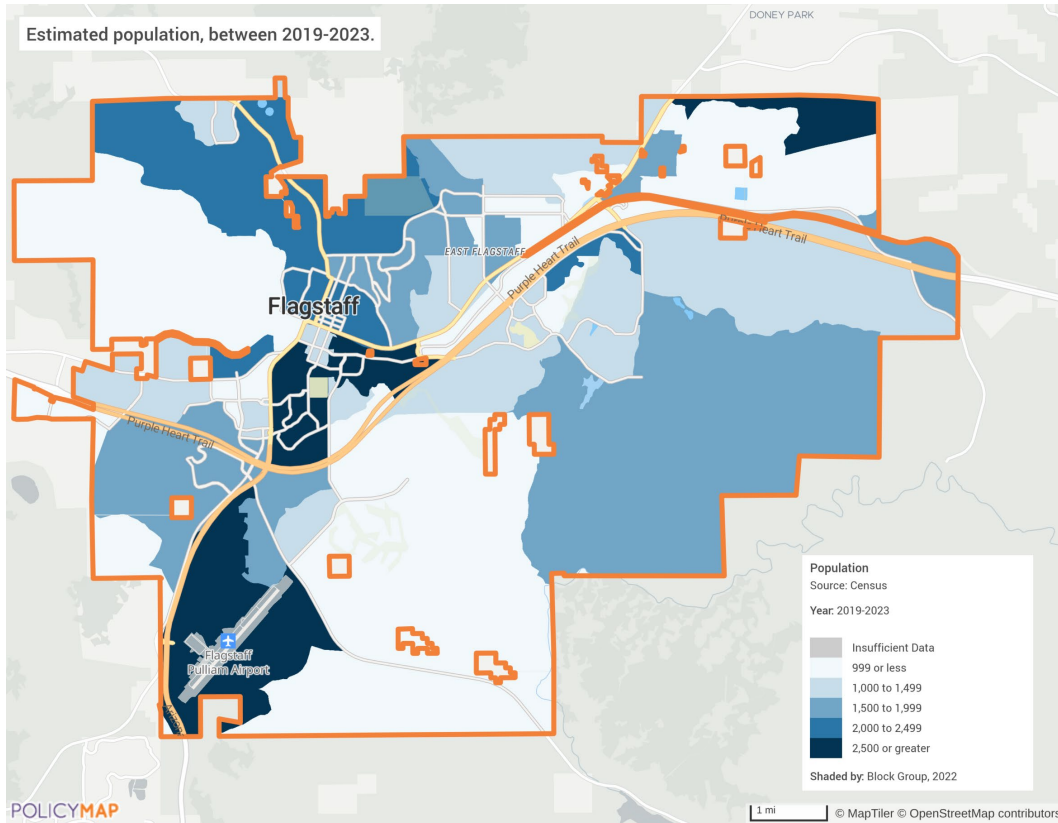 Estimated population, between 2019-2023.
DONEY PARK
EAST FLAGSTAFF
Purple Heart Trail
Purple Heart Trail
Flagstaff
Purple Heart Trail
Flagstaff
Pulliam Airport
Population
Source: Census
Year: 2019-2023
Insufficient Data
999 or less
1,000 to 1,499
1,500 to 1,999
2,000 to 2,499
2,500 or greater
Shaded by: Block Group, 2022
POLICYMAP
1 mi
© MapTiler © OpenStreetMap contributors